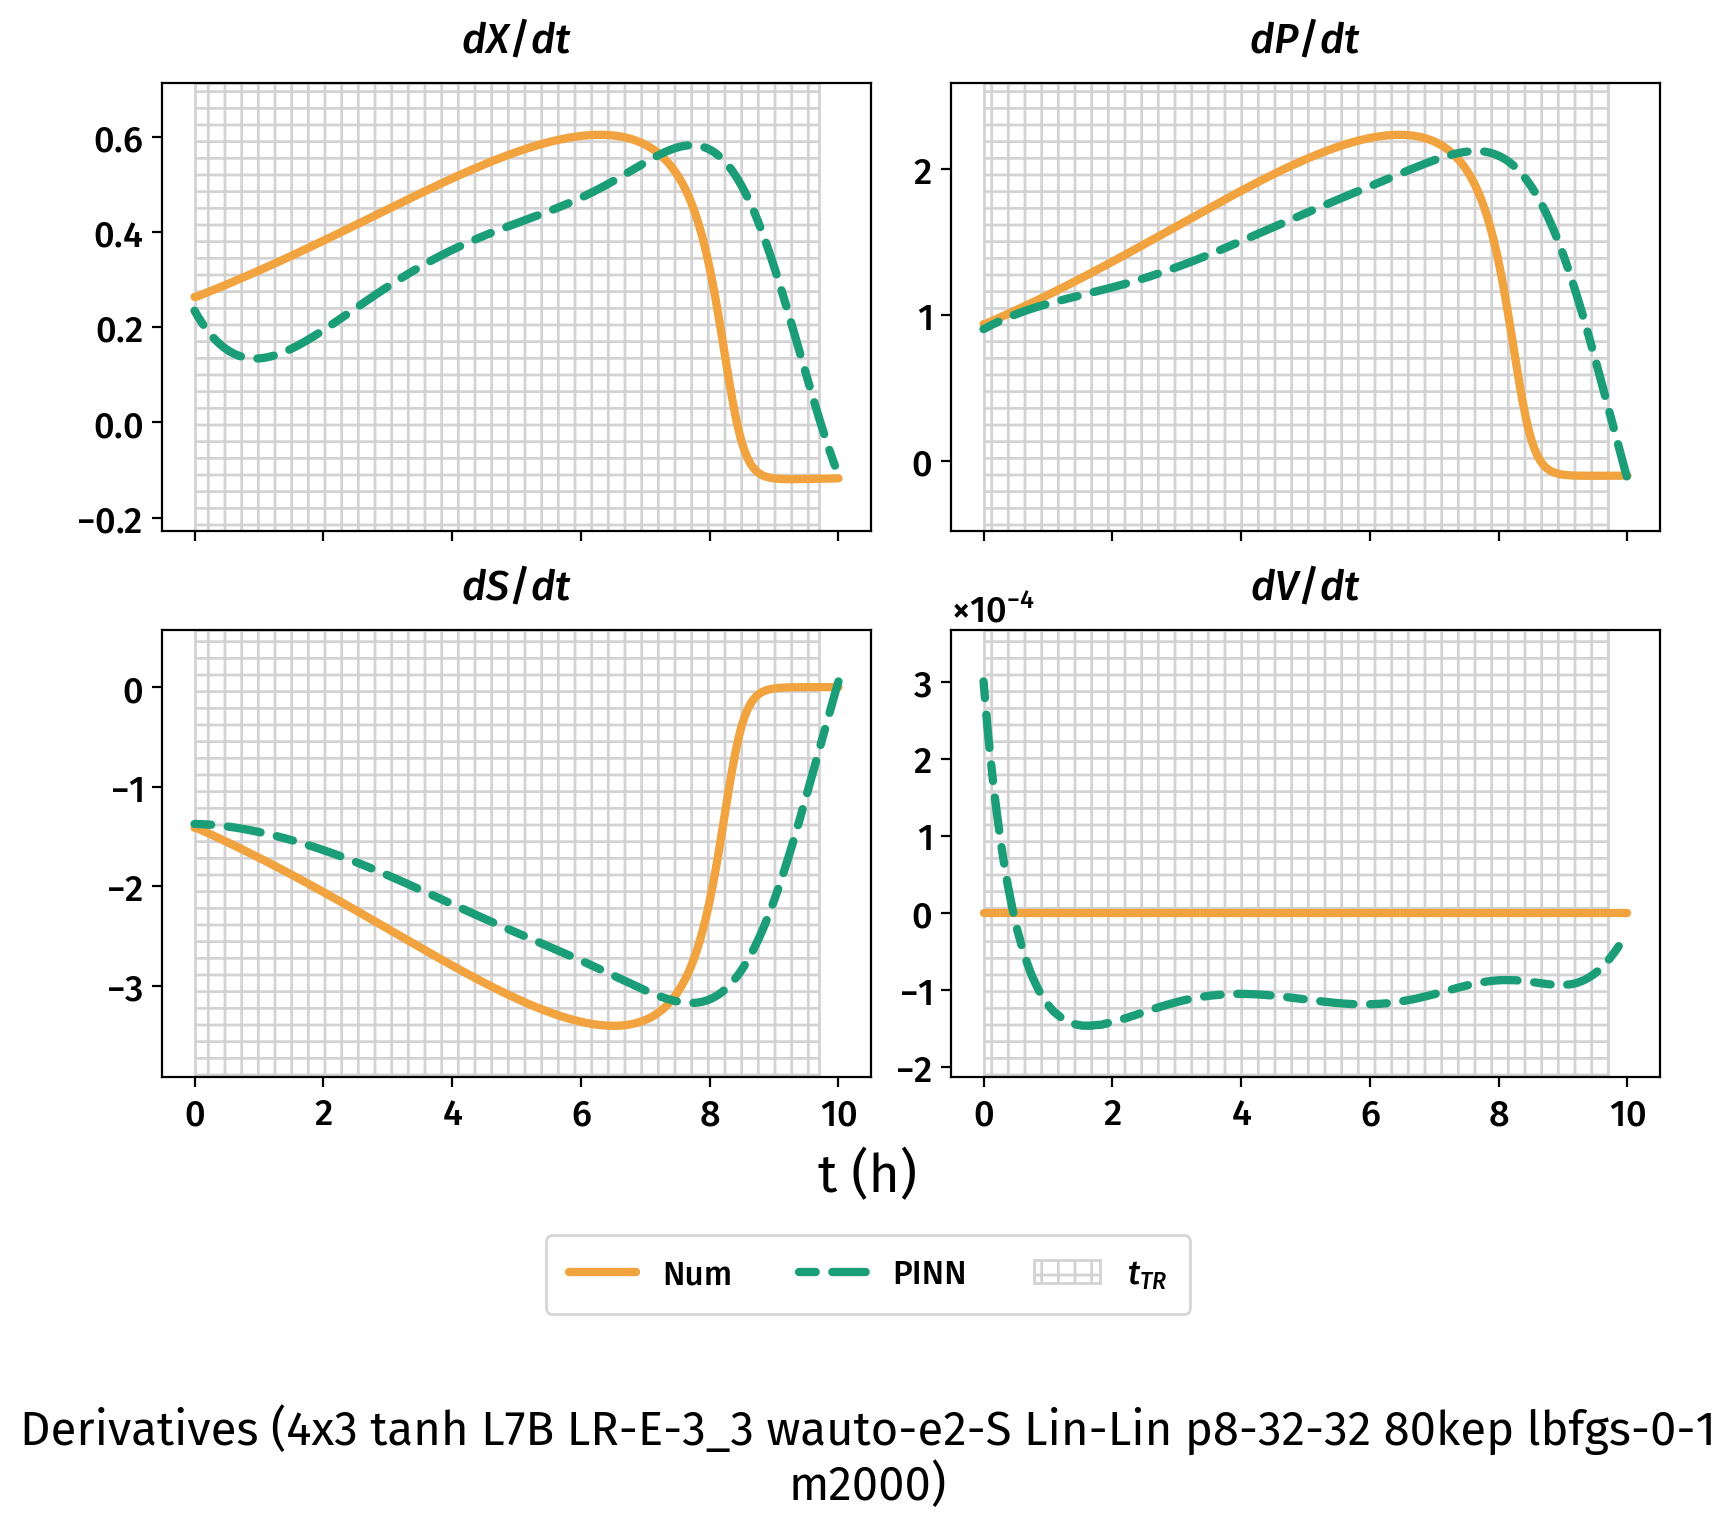 dX/dt
dP/dt
0.6
0.4
0.2
0.0
−0.2
2
1
0
dS/dt
dV/dt
×10⁻⁴
0
−1
−2
−3
3
2
1
0
−1
−2
0 2 4 6 8 10
0 2 4 6 8 10
t (h)
Num PINN t_TR
Derivatives (4x3 tanh L7B LR-E-3_3 wauto-e2-S Lin-Lin p8-32-32 80kep lbfgs-0-1
m2000)